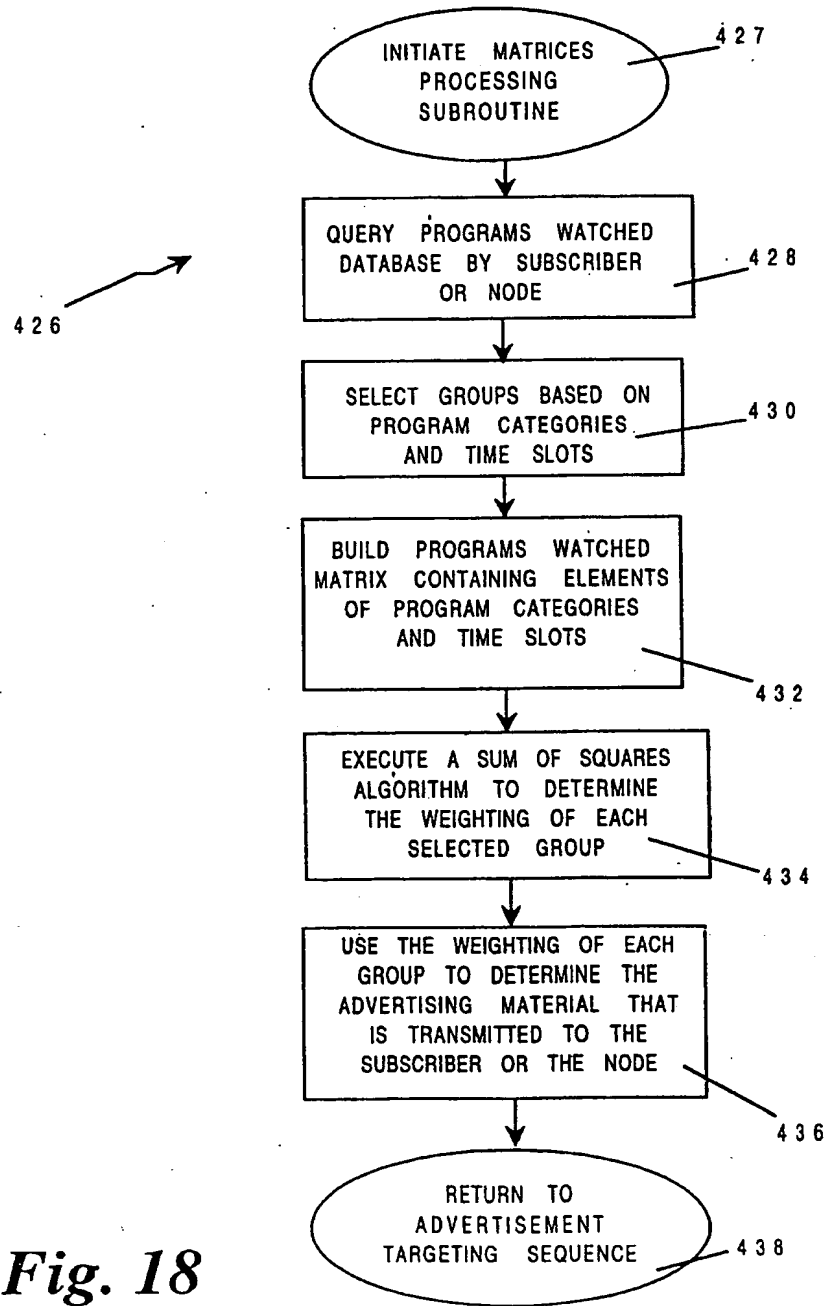 INITIATE MATRICES
PROCESSING
SUBROUTINE
427
QUERY PROGRAMS WATCHED
DATABASE BY SUBSCRIBER
OR NODE
428
426
SELECT GROUPS BASED ON
PROGRAM CATEGORIES
AND TIME SLOTS
430
BUILD PROGRAMS WATCHED
MATRIX CONTAINING ELEMENTS
OF PROGRAM CATEGORIES
AND TIME SLOTS
432
EXECUTE A SUM OF SQUARES
ALGORITHM TO DETERMINE
THE WEIGHTING OF EACH
SELECTED GROUP
434
USE THE WEIGHTING OF EACH
GROUP TO DETERMINE THE
ADVERTISING MATERIAL THAT
IS TRANSMITTED TO THE
SUBSCRIBER OR THE NODE
436
RETURN TO
ADVERTISEMENT
TARGETING SEQUENCE
438
Fig. 18